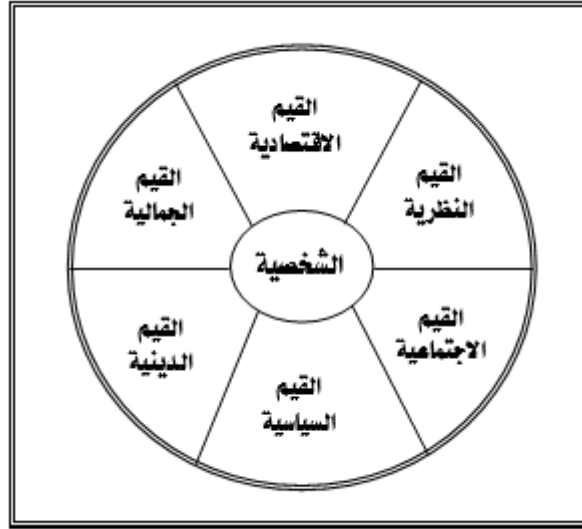 القيم
الاقتصادية
القيم
النظرية
القيم
الجمالية
الشخصية
القيم
الاجتماعية
القيم
الدينية
القيم
السياسية